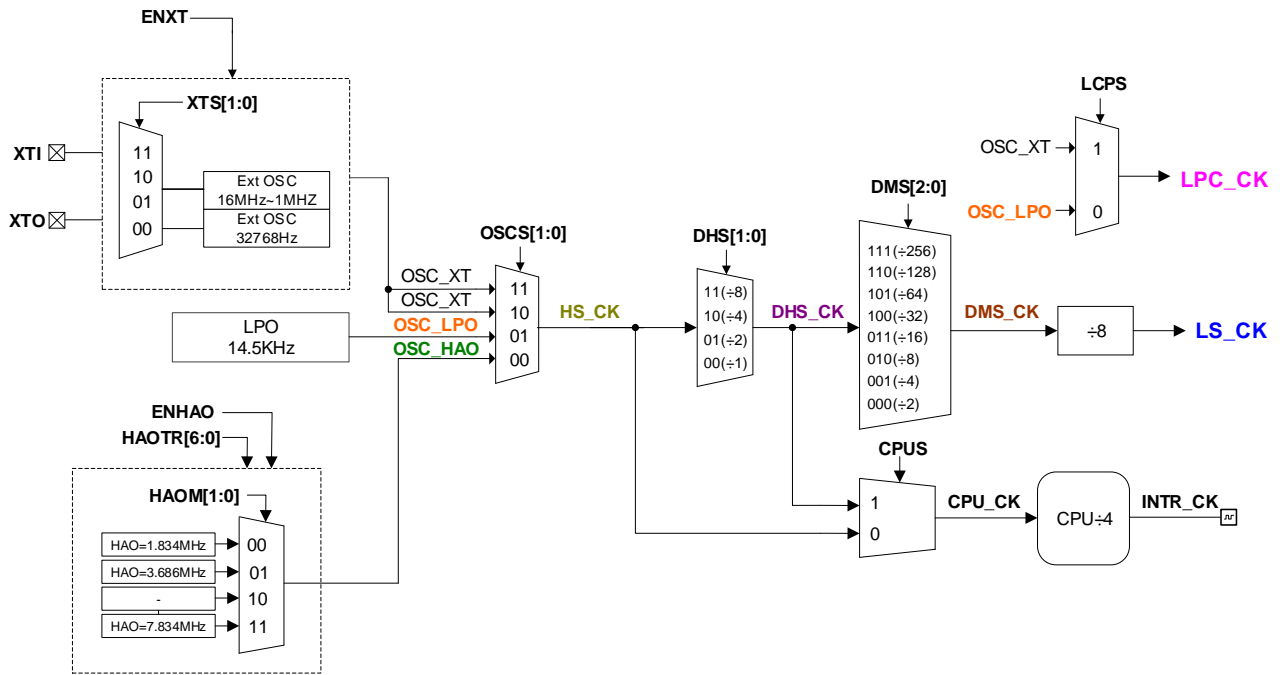 ENXT
XTS[1:0]
XTI
XTO
11
10
01
00
Ext OSC
16MHz~1MHZ
Ext OSC
32768Hz
LPO
14.5KHz
ENHAO
HAOTR[6:0]
HAOM[1:0]
HAO=1.834MHz
HAO=3.686MHz
-
HAO=7.834MHz
00
01
10
11
OSCS[1:0]
OSC_XT
OSC_XT
OSC_LPO
OSC_HAO
11
10
01
00
HS_CK
DHS[1:0]
11(÷8)
10(÷4)
01(÷2)
00(÷1)
DHS_CK
DMS[2:0]
111(÷256)
110(÷128)
101(÷64)
100(÷32)
011(÷16)
010(÷8)
001(÷4)
000(÷2)
DMS_CK
÷8
LS_CK
LCPS
OSC_XT
OSC_LPO
1
0
LPC_CK
CPUS
1
0
CPU_CK
CPU÷4
INTR_CK